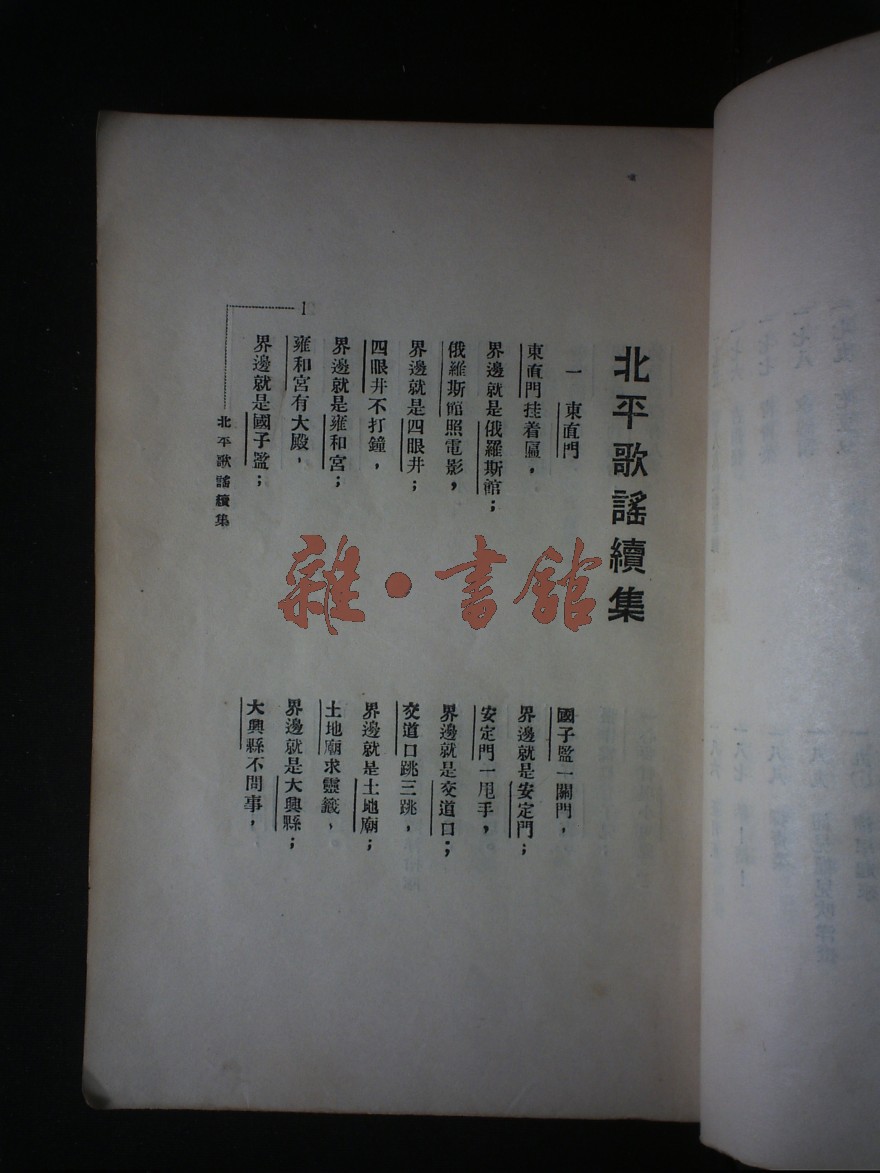 北平歌謠續集
一 東直門
東直門挂着匾，
界邊就是俄羅斯館；
俄羅斯館照電影，
界邊就是四眼井；
四眼井不打鐘，
界邊就是雍和宮；
雍和宮有大殿，
界邊就是國子監；
國子監一關門，
界邊就是安定門；
安定門一甩手，
界邊就是交道口；
交道口跳三跳，
界邊就是土地廟；
土地廟求靈籤，
界邊就是大興縣；
大興縣不問事，
1
北平歌謠續集
雜·書館